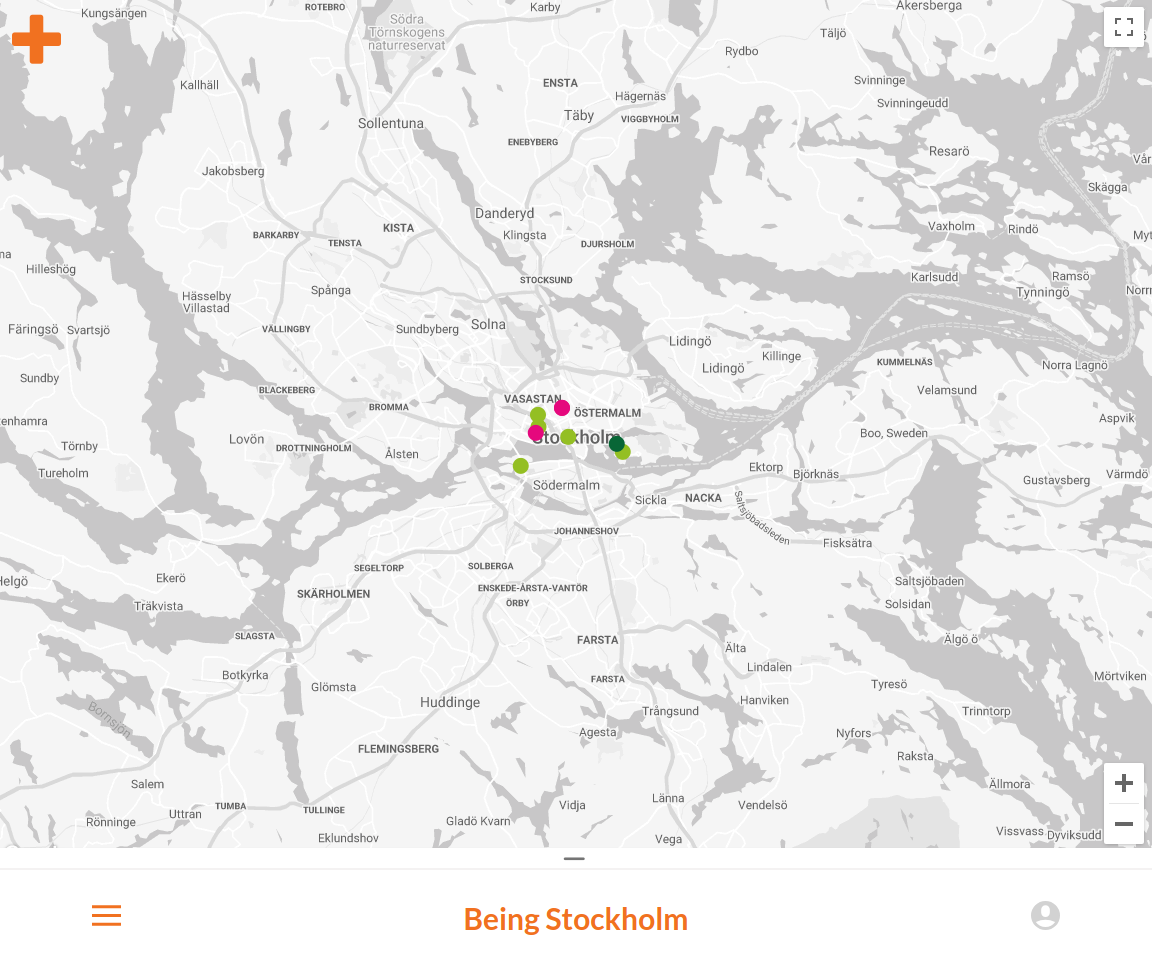 Kungsängen
ROTEBRO
Karby
Åkersberga
Södra
Törnskogens
naturreservat
Täljö
Rydbo
Kallhäll
ENSTA
Svinninge
Hägernäs
Svinningeudd
Sollentuna
Täby
VIGGBYHOLM
ENEBYBERG
Resarö
Vår
Jakobsberg
Skägga
Danderyd
KISTA
Vaxholm
Rindö
BARKARBY
TENSTA
Klingsta
DJURSHOLM
Myt
ma
Hilleshög
STOCKSUND
Karlsudd
Ramsö
Spånga
Tynningö
Norrn
Hässelby
Villastad
Färingsö
Svartsjö
VÄLLINGBY
Sundbyberg
Solna
Lidingö
Killinge
Lidingö
KUMMELNÄS
Norra Lagnö
Sundby
BLACKEBERG
Velamsund
VASASTAN
BROMMA
ÖSTERMALM
enhamra
Aspvik
Stockholm
Boo, Sweden
Törnby
Lovön
DROTTNINGHOLM
Ålsten
Tureholm
Ektorp
Björknäs
Värmdö
Gustavsberg
Södermalm
Sickla
NACKA
Saltsjöbadsleden
JOHANNESHOV
Fisksätra
SEGELTORP
SOLBERGA
Helgö
Ekerö
Saltsjöbaden
SKÄRHOLMEN
ENSKEDE-ÅRSTA-VANTÖR
Träkvista
ÖRBY
Solsidan
SLAGSTA
FARSTA
Älgö ö
Älta
Lindalen
Botkyrka
FARSTA
Mörtviken
Glömsta
Tyresö
Huddinge
Hanviken
Bornsjön
Trångsund
Trinntorp
Agesta
Nyfors
FLEMINGSBERG
Raksta
Salem
Ällmora
Länna
TUMBA
Vidja
Vendelsö
Uttran
TULLINGE
Rönninge
Gladö Kvarn
Vissvass
Dyviksudd
Eklundshov
Vega
Being Stockholm